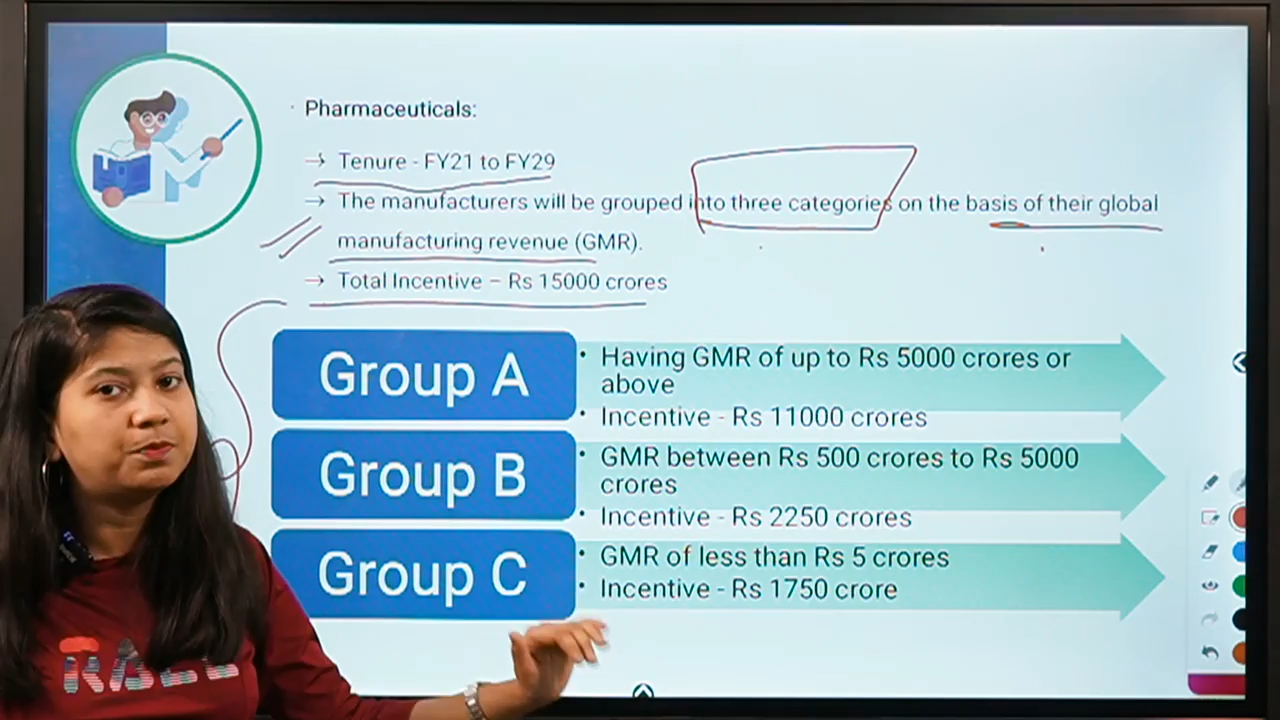 Pharmaceuticals:
→ Tenure - FY21 to FY29
→ The manufacturers will be grouped into three categories on the basis of their global
manufacturing revenue (GMR).
→ Total Incentive – Rs 15000 crores
Group A
• Having GMR of up to Rs 5000 crores or
above
• Incentive - Rs 11000 crores
Group B
• GMR between Rs 500 crores to Rs 5000
crores
• Incentive - Rs 2250 crores
Group C
• GMR of less than Rs 5 crores
• Incentive - Rs 1750 crore